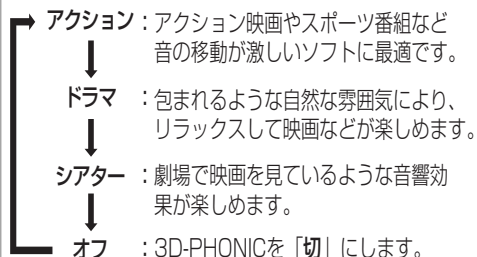 アクション：アクション映画やスポーツ番組など
音の移動が激しいソフトに最適です。
ドラマ：包まれるような自然な雰囲気により、
リラックスして映画などが楽しめます。
シアター：劇場で映画を見ているような音響効
果が楽しめます。
オフ：3D-PHONICを「切」にします。